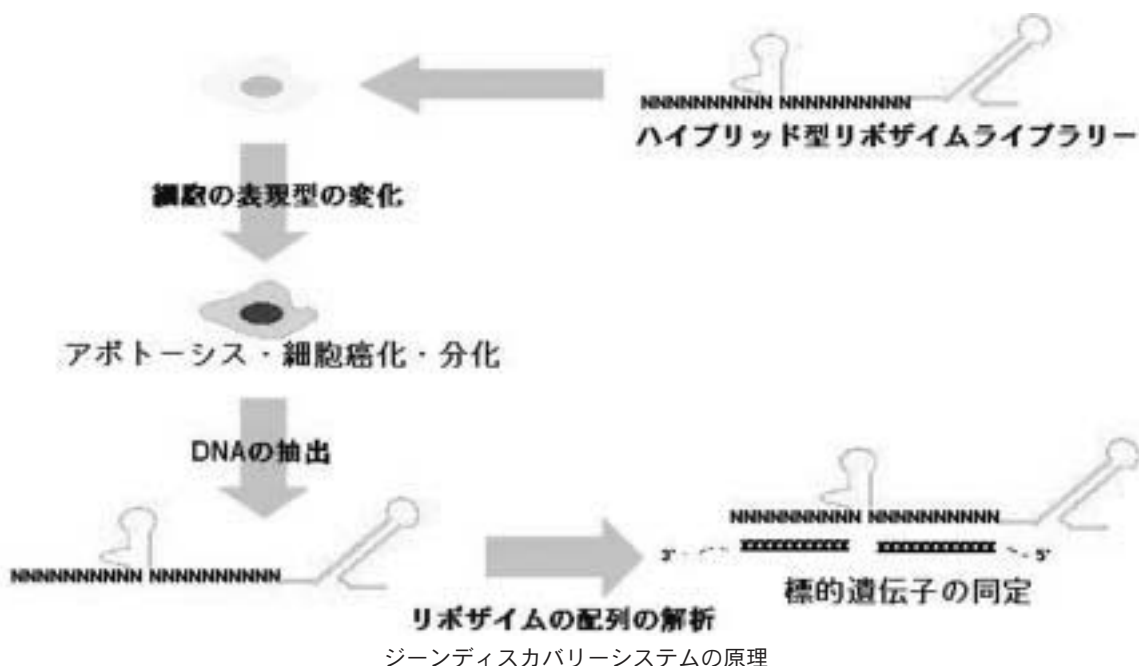 NNNNNNNNNN NNNNNNNNNN
ハイブリッド型リボザイムライブラリー
細胞の表現型の変化
アポトーシス・細胞癌化・分化
DNAの抽出
NNNNNNNNNN NNNNNNNNNN
リボザイムの配列の解析
NNNNNNNNNN NNNNNNNNNN
3' 5'
標的遺伝子の同定
ジーンディスカバリーシステムの原理